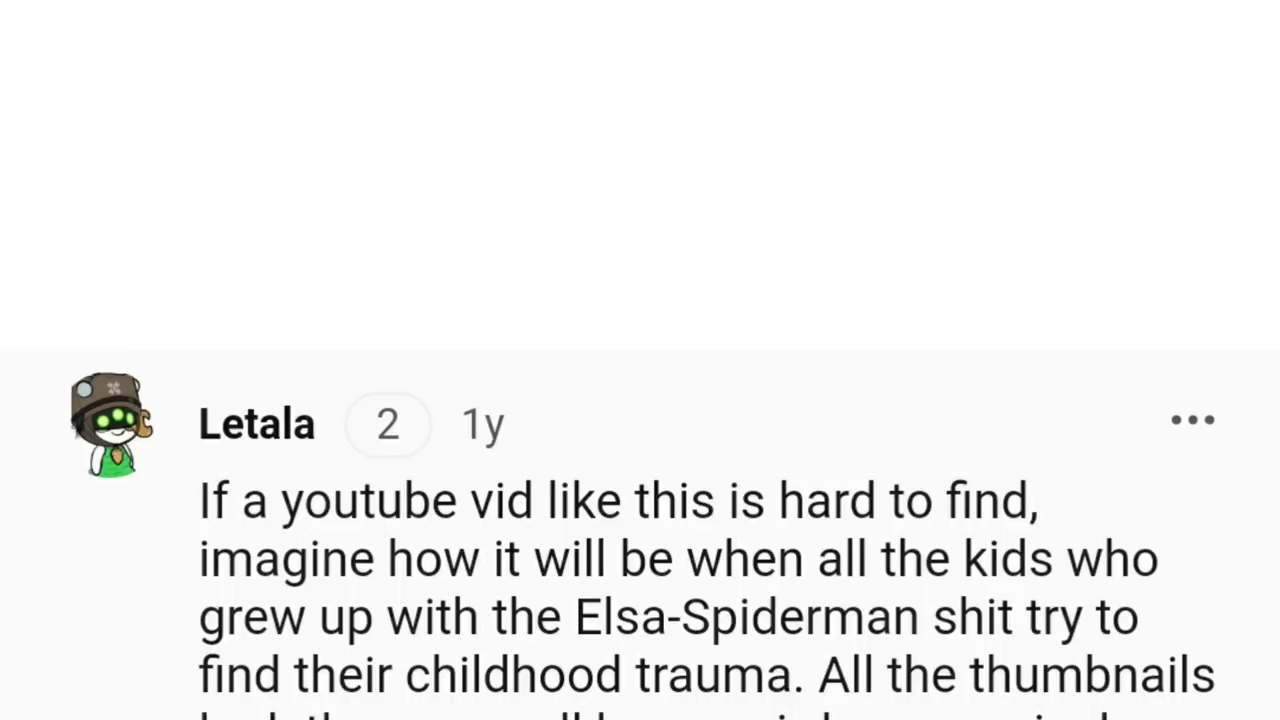 Letala 2 1y
If a youtube vid like this is hard to find,
imagine how it will be when all the kids who
grew up with the Elsa-Spiderman shit try to
find their childhood trauma. All the thumbnails